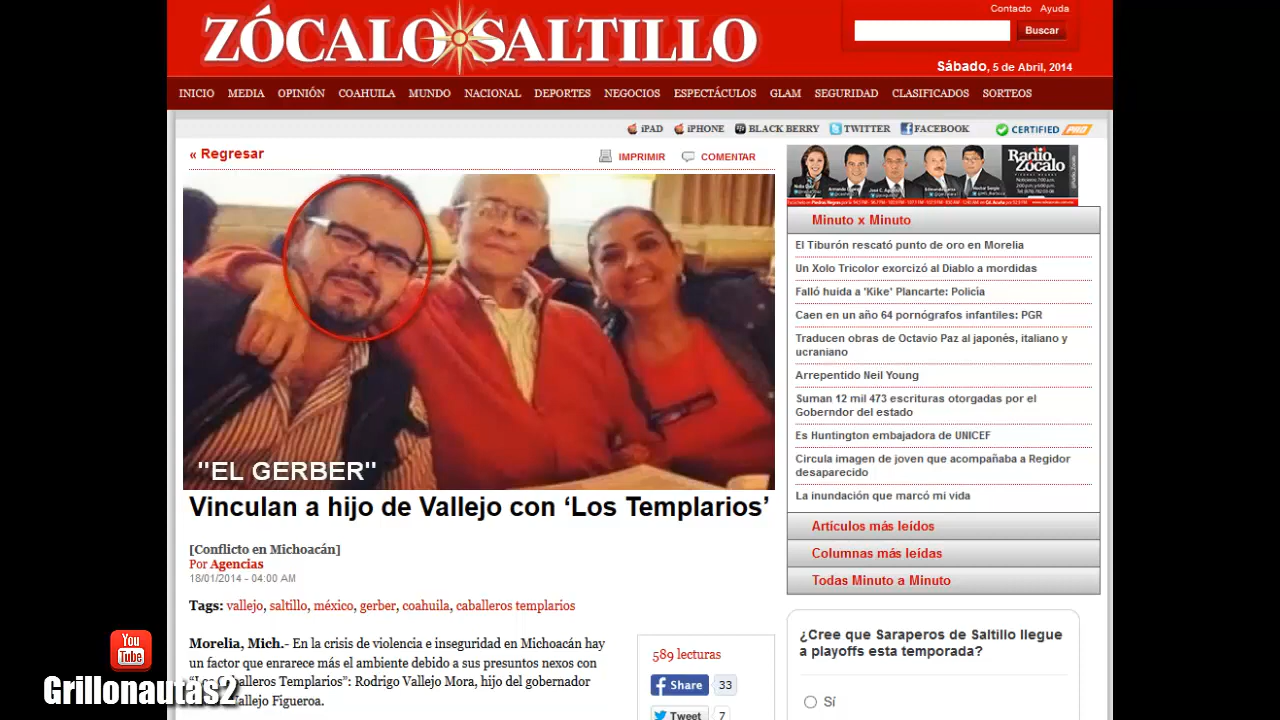 ZÓCALO SALTILLO
Contacto Ayuda
Buscar
Sábado, 5 de Abril, 2014
INICIO MEDIA OPINIÓN COAHUILA MUNDO NACIONAL DEPORTES NEGOCIOS ESPECTÁCULOS GLAM SEGURIDAD CLASIFICADOS SORTEOS
iPAD iPHONE BLACK BERRY TWITTER FACEBOOK CERTIFIED PRO
« Regresar
IMPRIMIR COMENTAR
"EL GERBER"
Vinculan a hijo de Vallejo con ‘Los Templarios’
[Conflicto en Michoacán]
Por Agencias
18/01/2014 - 04:00 AM
Tags: vallejo, saltillo, méxico, gerber, coahuila, caballeros templarios
Morelia, Mich.- En la crisis de violencia e inseguridad en Michoacán hay
un factor que enrarece más el ambiente debido a sus presuntos nexos con
Caballeros Templarios”: Rodrigo Vallejo Mora, hijo del gobernador
Vallejo Figueroa.
589 lecturas
Share 33
Tweet 7
Radio
Zócalo
Minuto x Minuto
El Tiburón rescató punto de oro en Morelia
Un Xolo Tricolor exorcizó al Diablo a mordidas
Falló huida a 'Kike' Plancarte: Policía
Caen en un año 64 pornógrafos infantiles: PGR
Traducen obras de Octavio Paz al japonés, italiano y
ucraniano
Arrepentido Neil Young
Suman 12 mil 473 escrituras otorgadas por el
Goberndor del estado
Es Huntington embajadora de UNICEF
Circula imagen de joven que acompañaba a Regidor
desaparecido
La inundación que marcó mi vida
Artículos más leídos
Columnas más leídas
Todas Minuto a Minuto
¿Cree que Saraperos de Saltillo llegue
a playoffs esta temporada?
Sí
You
Tube
Grillonautas2